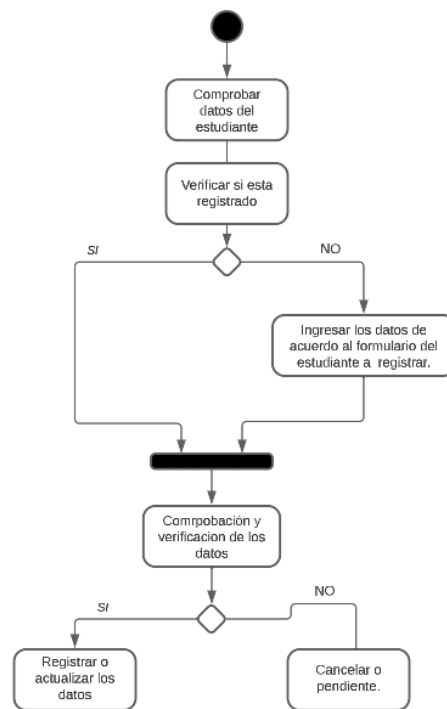 Comprobar
datos del
estudiante
Verificar si esta
registrado
SI
NO
Ingresar los datos de
acuerdo al formulario del
estudiante a registrar.
Comrpobación y
verificacion de los
datos
SI
NO
Registrar o
actualizar los
datos
Cancelar o
pendiente.